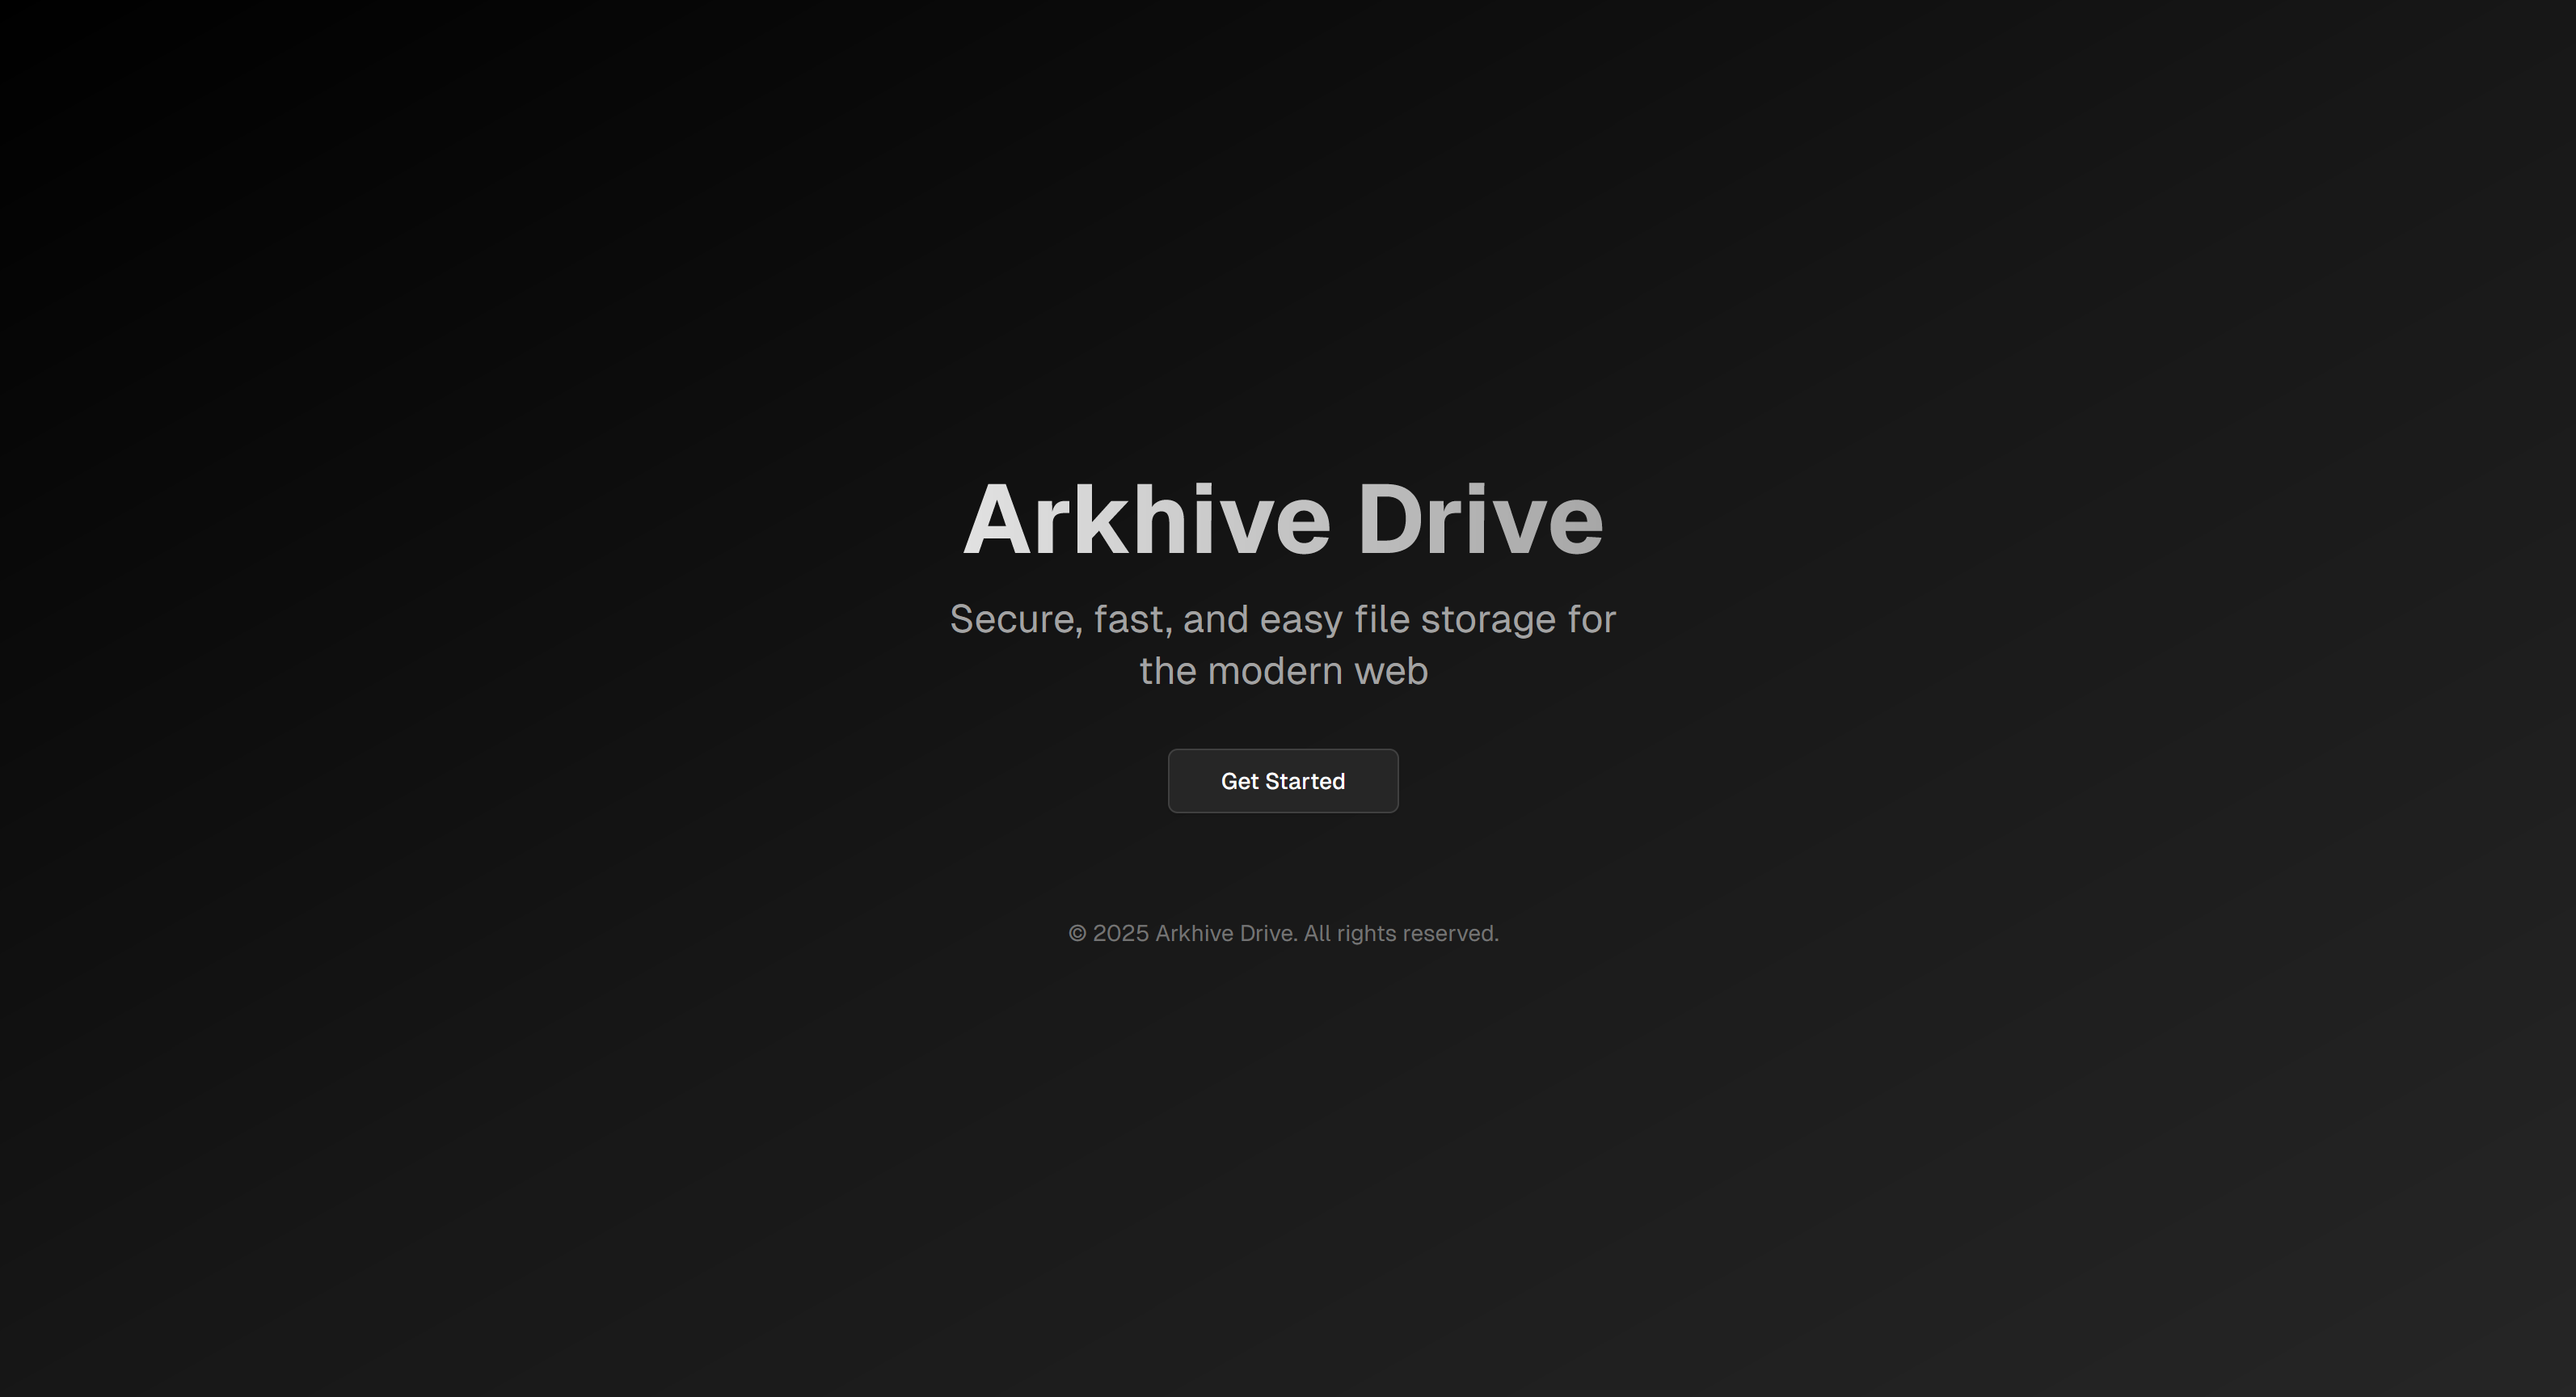 Arkhive Drive
Secure, fast, and easy file storage for
the modern web
Get Started
© 2025 Arkhive Drive. All rights reserved.